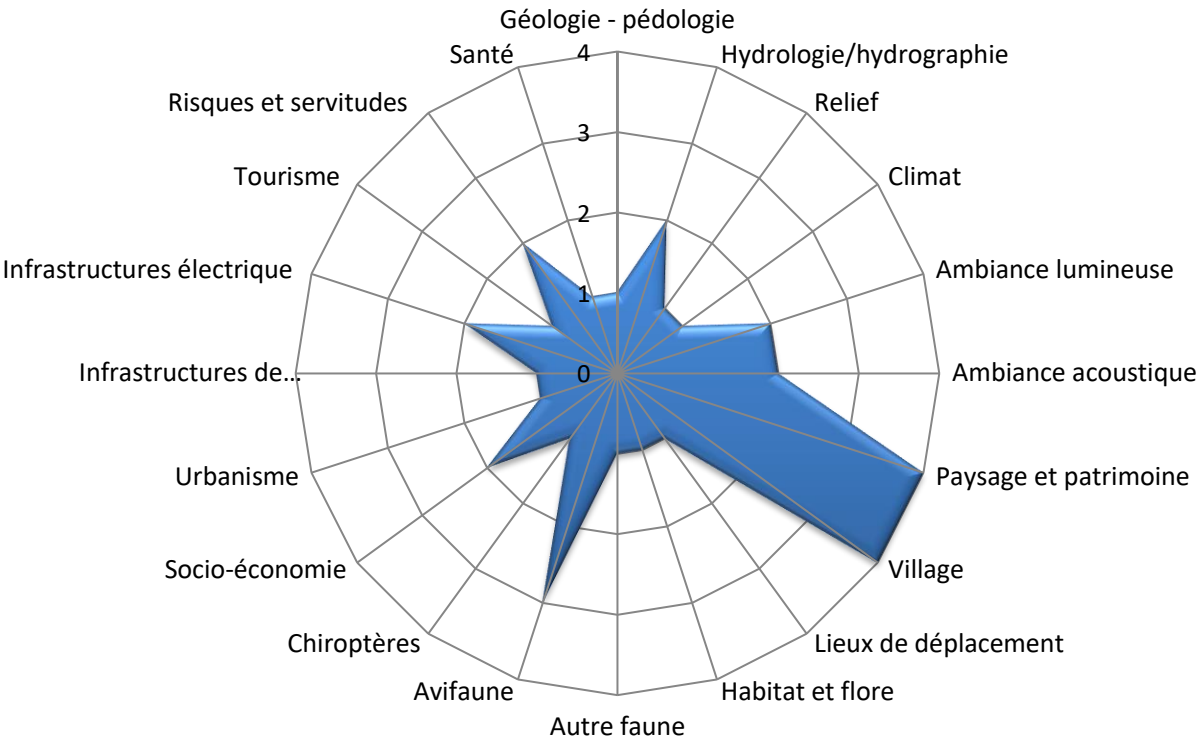 Géologie - pédologie
Hydrologie/hydrographie
Relief
Climat
Ambiance lumineuse
Ambiance acoustique
Paysage et patrimoine
Village
Lieux de déplacement
Habitat et flore
Autre faune
Avifaune
Chiroptères
Socio-économie
Urbanisme
Infrastructures de...
Infrastructures électrique
Tourisme
Risques et servitudes
Santé
4
3
2
1
0